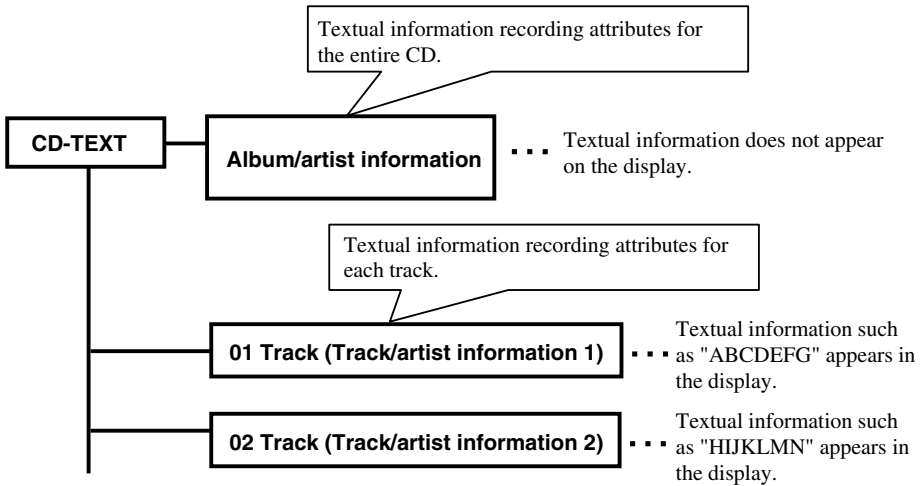 Textual information recording attributes for
the entire CD.
CD-TEXT
Album/artist information
Textual information does not appear
on the display.
Textual information recording attributes for
each track.
01 Track (Track/artist information 1)
Textual information such
as "ABCDEFG" appears in
the display.
02 Track (Track/artist information 2)
Textual information such
as "HIJKLMN" appears in
the display.